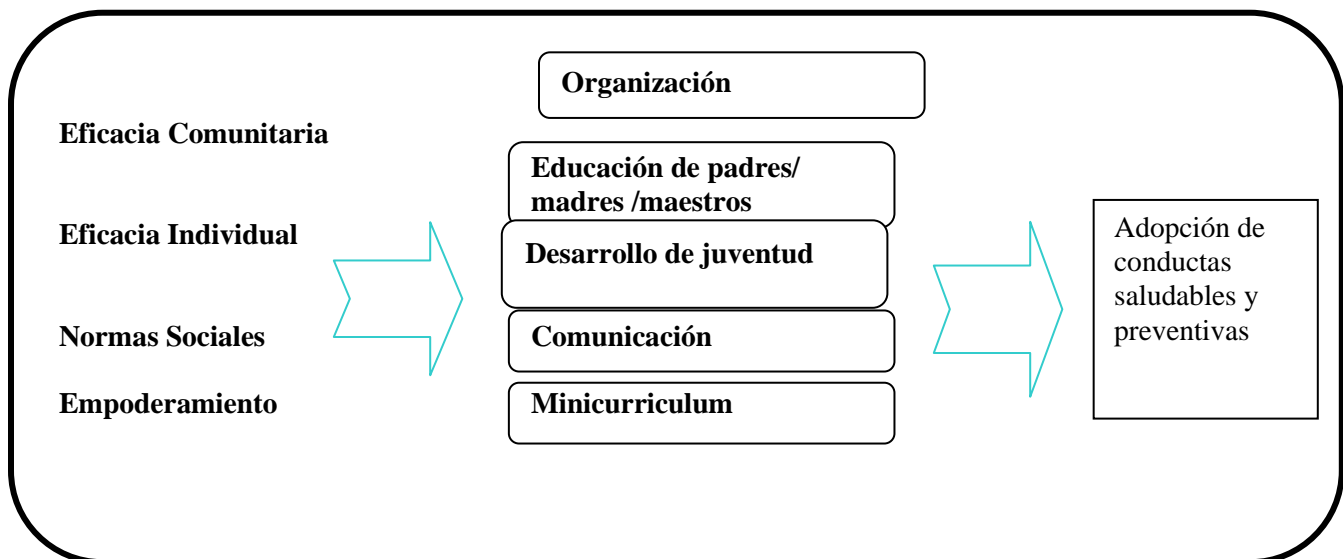 Eficacia Comunitaria
Eficacia Individual
Normas Sociales
Empoderamiento
Organización
Educación de padres/
madres /maestros
Desarrollo de juventud
Comunicación
Minicurriculum
Adopción de
conductas
saludables y
preventivas